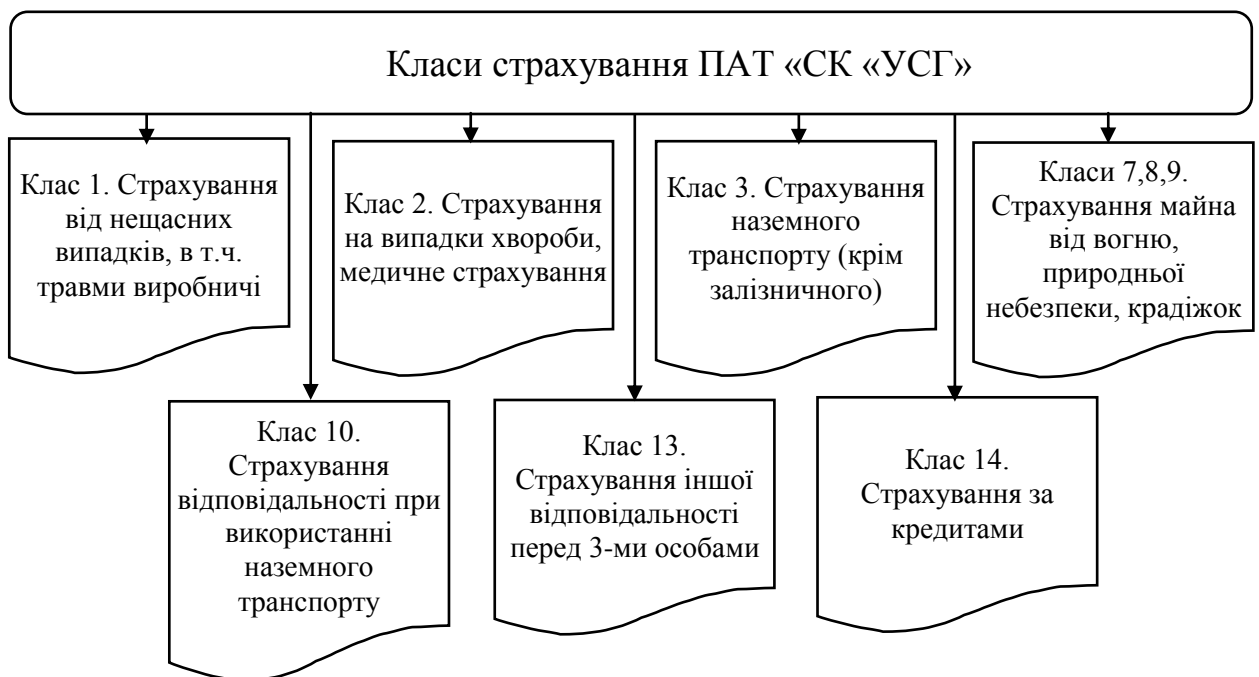 Класи страхування ПАТ «СК «УСГ»
Клас 1. Страхування
від нещасних
випадків, в т.ч.
травми виробничі
Клас 2. Страхування
на випадки хвороби,
медичне страхування
Клас 3. Страхування
наземного
транспорту (крім
залізничного)
Класи 7,8,9.
Страхування майна
від вогню,
природньої
небезпеки, крадіжок
Клас 10.
Страхування
відповідальності при
використанні
наземного
транспорту
Клас 13.
Страхування іншої
відповідальності
перед 3-ми особами
Клас 14.
Страхування за
кредитами